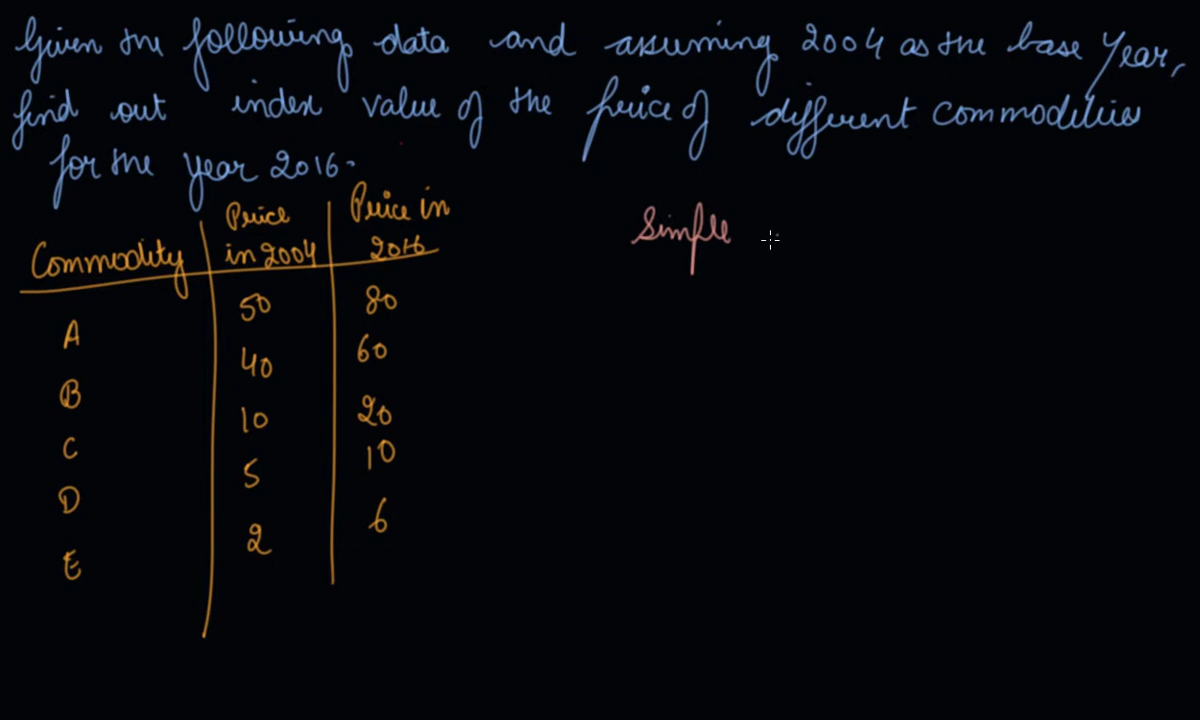 Given the following data and assuming 2004 as the base year,
find out index value of the price of different commodities
for the year 2016.
Commodity Price in 2004 Price in 2016
A 50 80
B 40 60
C 10 20
D 5 10
E 2 6
Simple